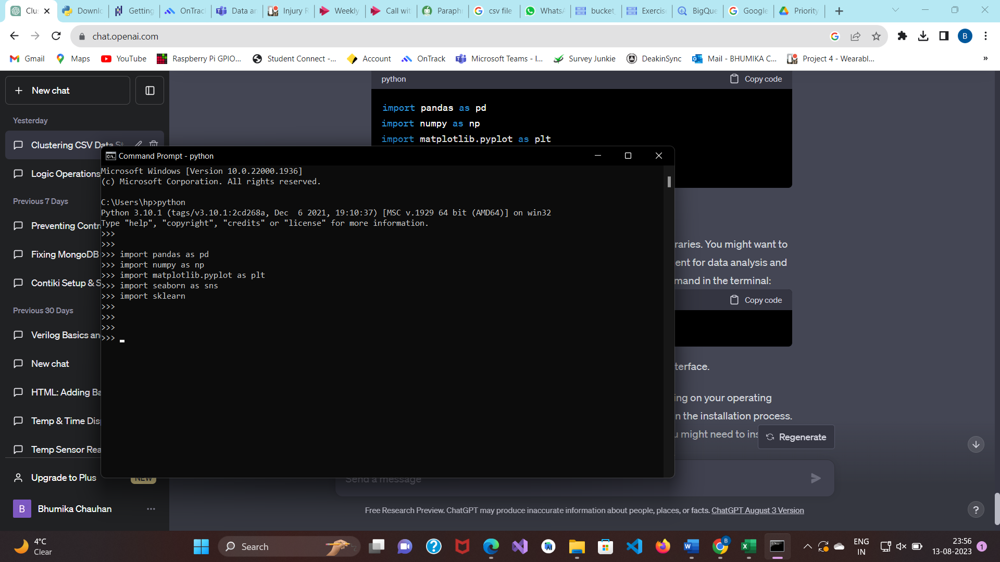 Clus
Downlo
Getting
OnTrac
Data an
Injury R
Weekly
Call wit
Paraph
csv file
WhatsA
bucket
Exercis
BigQue
Google
Priority
chat.openai.com
B
Gmail
Maps
YouTube
Raspberry Pi GPIO...
Student Connect -...
Account
OnTrack
Microsoft Teams - I...
Survey Junkie
DeakinSync
Mail - BHUMIKA C...
Project 4 - Wearabl...
»
New chat
Yesterday
Clustering CSV Data St
Logic Operations
Previous 7 Days
Preventing Contr
Fixing MongoDB
Contiki Setup & S
Previous 30 Days
Verilog Basics an
New chat
HTML: Adding Ba
Temp & Time Dis
Temp Sensor Rea
Upgrade to Plus
NEW
B
Bhumika Chauhan
python
Copy code
import pandas as pd
import numpy as np
import matplotlib.pyplot as plt
Command Prompt - python
Microsoft Windows [Version 10.0.22000.1936]
(c) Microsoft Corporation. All rights reserved.
C:\Users\hp>python
Python 3.10.1 (tags/v3.10.1:2cd268a, Dec  6 2021, 19:10:37) [MSC v.1929 64 bit (AMD64)] on win32
Type "help", "copyright", "credits" or "license" for more information.
>>>
>>>
>>> import pandas as pd
>>> import numpy as np
>>> import matplotlib.pyplot as plt
>>> import seaborn as sns
>>> import sklearn
>>>
>>>
>>>
>>>
raries. You might want to
ent for data analysis and
mand in the terminal:
Copy code
terface.
ing on your operating
n the installation process.
u might need to ins
Regenerate
Send a message
Free Research Preview. ChatGPT may produce inaccurate information about people, places, or facts. ChatGPT August 3 Version
?
4°C
Clear
Search
ENG
IN
23:56
13-08-2023
1